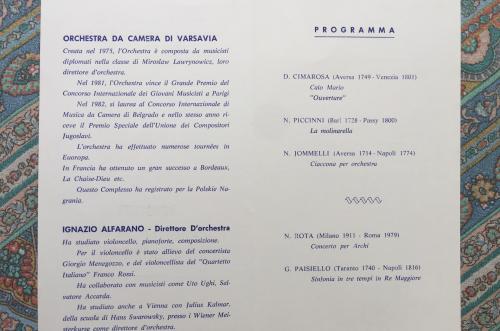 ORCHESTRA DA CAMERA DI VARSAVIA
Creata nel 1975, l'Orchestra è composta da musicisti
diplomati nella classe di Miroslaw Lawrynowicz, loro
direttore d'orchestra.
Nel 1981, l'Orchestra vince il Grande Premio del
Concorso Internazionale dei Giovani Musicisti a Parigi
Nel 1982, si laurea al Concorso Internazionale di
Musica da Camera di Belgrado e nello stesso anno ri-
ceve il Premio Speciale dell'Unione dei Compositori
Jugoslavi.
L'orchestra ha effettuato numerose tournées in
Euoropa.
In Francia ha ottenuto un gran successo a Bordeaux,
La Chaise-Dieu etc.
Questo Complesso ha registrato per la Polskie Na-
grania.
IGNAZIO ALFARANO - Direttore D'orchestra
Ha studiato violoncello, pianoforte, composizione.
Per il violoncello è stato allievo del concertista
Giorgio Menegozzo, e del violoncellista del "Quartetto
Italiano" Franco Rossi.
Ha collaborato con musicisti come Uto Ughi, Sal-
vatore Accarda.
Ha studiato anche a Vienna con Julius Kalmar,
della scuola di Hans Swarowsky, presso i Wiener Mei-
sterkurse come direttore d'orchestra.
PROGRAMMA
D. CIMAROSA (Aversa 1749 - Venezia 1801)
Caio Mario
"Ouverture"
N. PICCINNI (Bari 1728 - Passy 1800)
La molinarella
N. JOMMELLI (Aversa 1714 - Napoli 1774)
Ciaccona per orchestra
N. ROTA (Milano 1911 - Roma 1979)
Concerto per Archi
G. PAISIELLO (Taranto 1740 - Napoli 1816)
Sinfonia in tre tempi in Re Maggiore